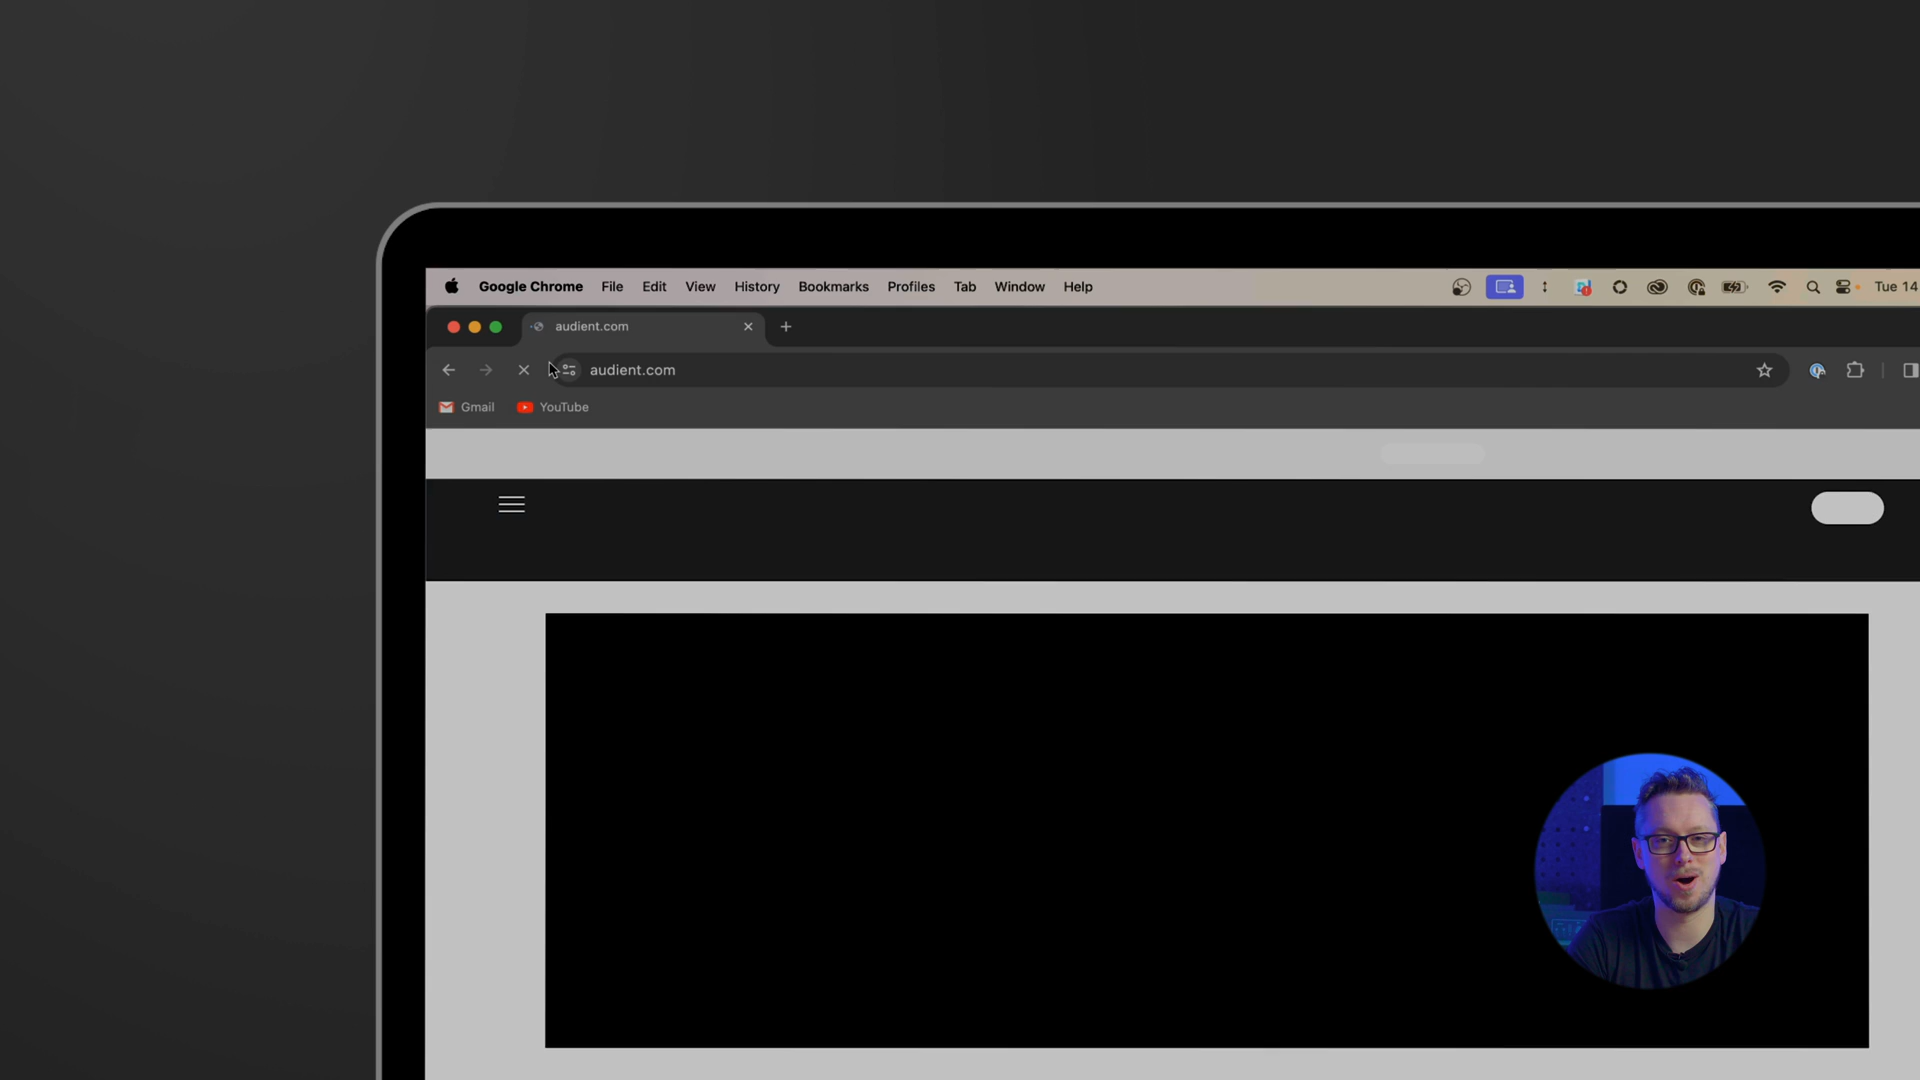 Google Chrome File Edit View History Bookmarks Profiles Tab Window Help Tue 14
audient.com
audient.com
Gmail YouTube